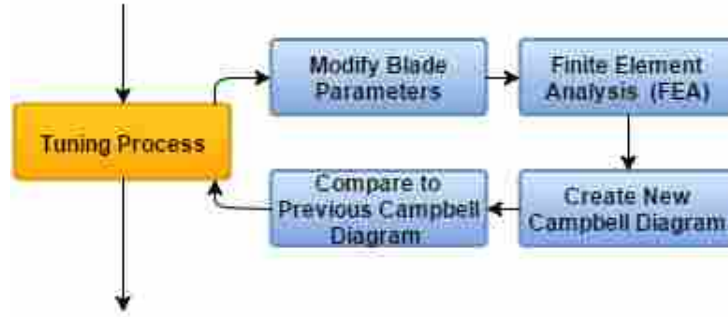 Modify Blade
Parameters
Finite Element
Analysis (FEA)
Tuning Process
Compare to
Previous Campbell
Diagram
Create New
Campbell Diagram